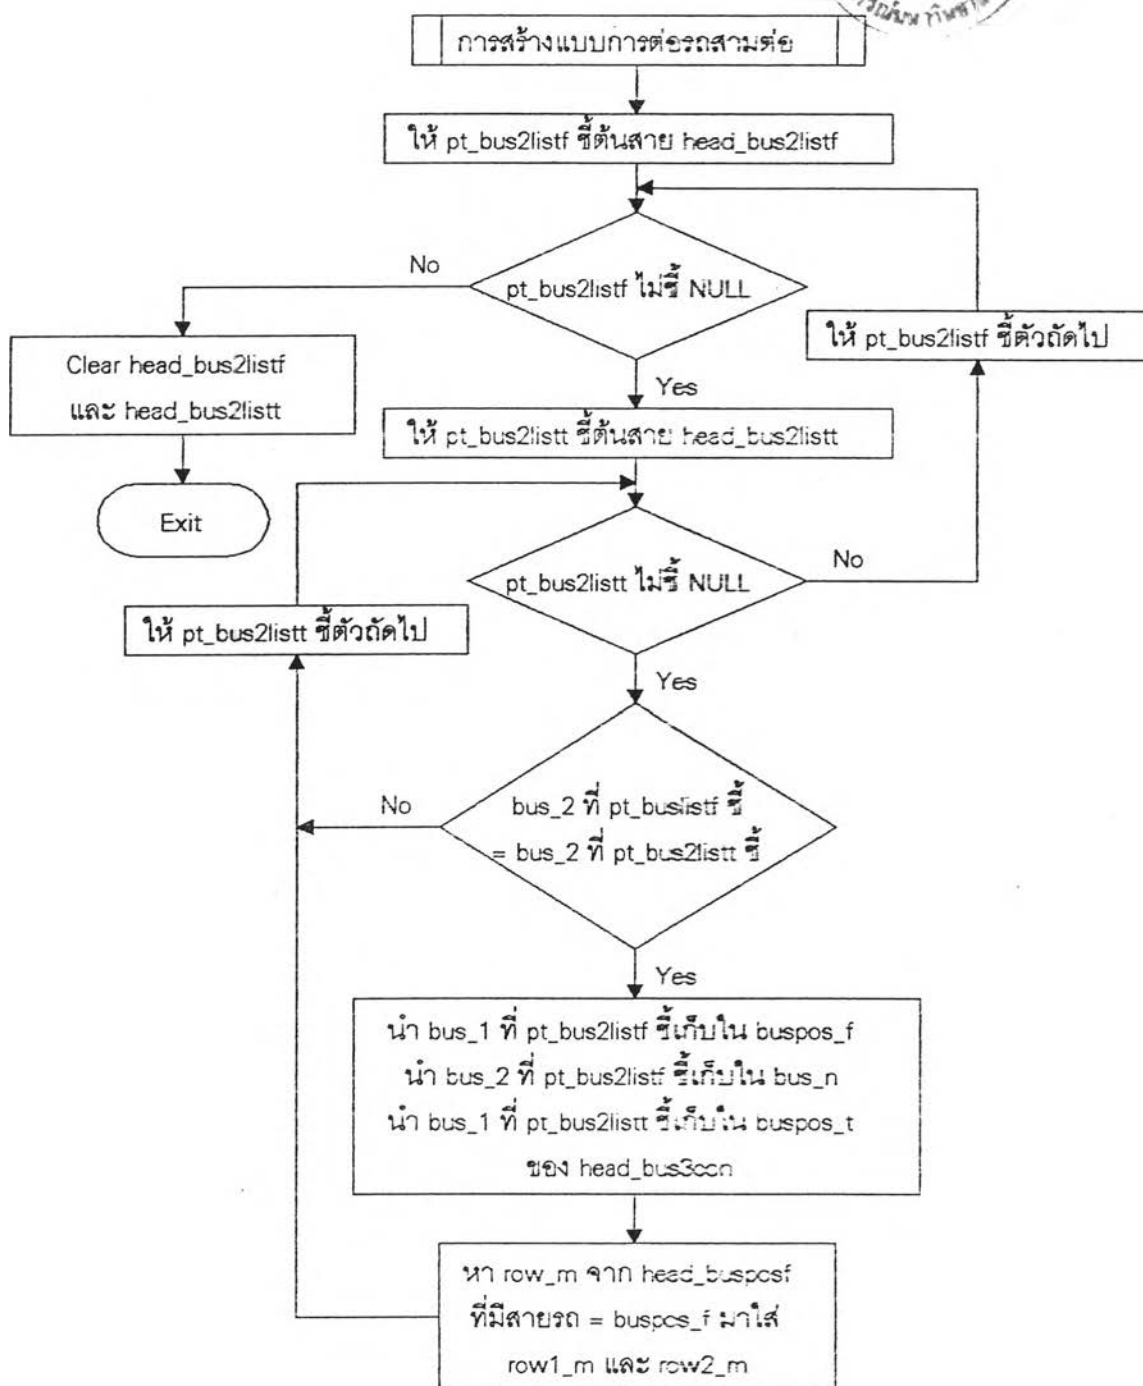 การสร้างแบบการต่อรถสามต่อ
ให้ pt_bus2listf ชี้ต้นสาย head_bus2listf
No
pt_bus2listf ไม่ชี้ NULL
ให้ pt_bus2listf ชี้ตัวถัดไป
Clear head_bus2listf
และ head_bus2listt
Yes
ให้ pt_bus2listt ชี้ต้นสาย head_bus2listt
Exit
pt_bus2listt ไม่ชี้ NULL
No
ให้ pt_bus2listt ชี้ตัวถัดไป
Yes
No
bus_2 ที่ pt_buslistf ชี้
= bus_2 ที่ pt_bus2listt ชี้
Yes
นำ bus_1 ที่ pt_bus2listf ชี้เก็บใน buspos_f
นำ bus_2 ที่ pt_bus2listf ชี้เก็บใน bus_n
นำ bus_1 ที่ pt_bus2listt ชี้เก็บใน buspos_t
ของ head_bus3con
หา row_m จาก head_busposf
ที่มีสายรถ = buspos_f มาใส่
row1_m และ row2_m